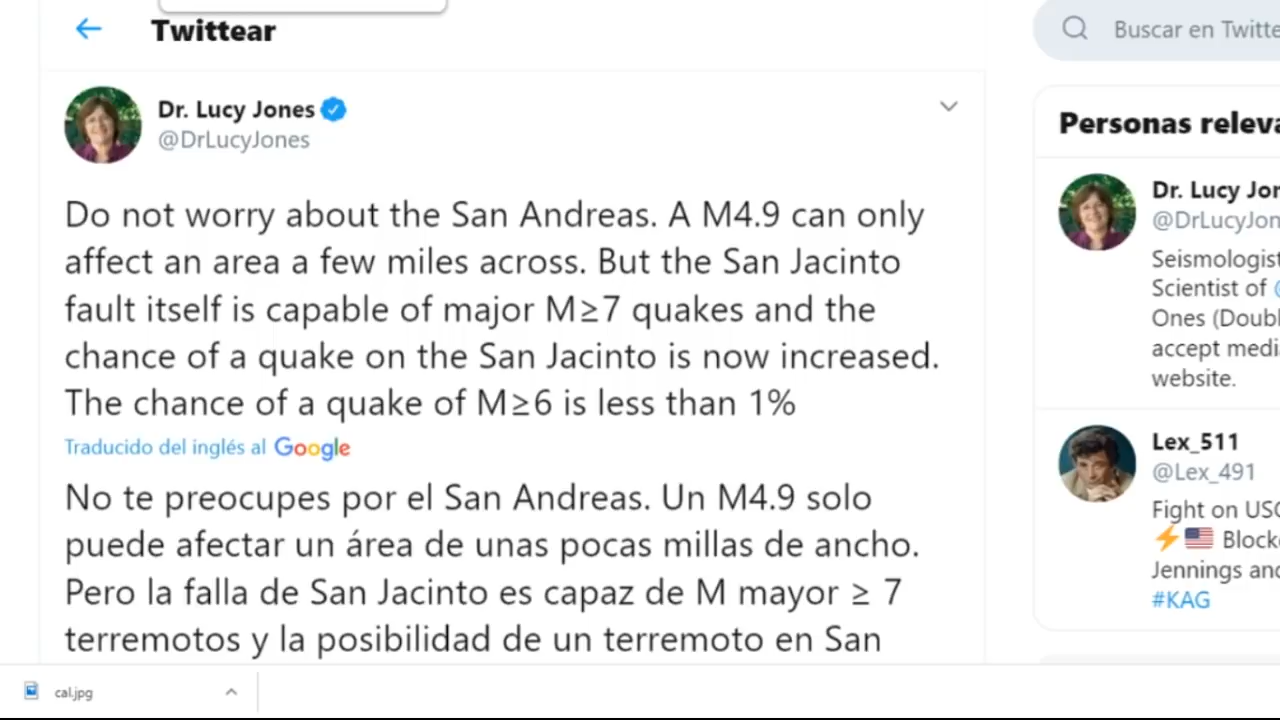 Twittear
Dr. Lucy Jones
@DrLucyJones
Do not worry about the San Andreas. A M4.9 can only
affect an area a few miles across. But the San Jacinto
fault itself is capable of major M≥7 quakes and the
chance of a quake on the San Jacinto is now increased.
The chance of a quake of M≥6 is less than 1%
Traducido del inglés al Google
No te preocupes por el San Andreas. Un M4.9 solo
puede afectar un área de unas pocas millas de ancho.
Pero la falla de San Jacinto es capaz de M mayor ≥ 7
terremotos y la posibilidad de un terremoto en San
Buscar en Twitte
Personas releva
Dr. Lucy Jon
@DrLucyJon
Seismologist
Scientist of @
Ones (Doubl
accept medi
website.
Lex_511
@Lex_491
Fight on USC
⚡🇺🇸 Block
Jennings and
#KAG
cal.jpg